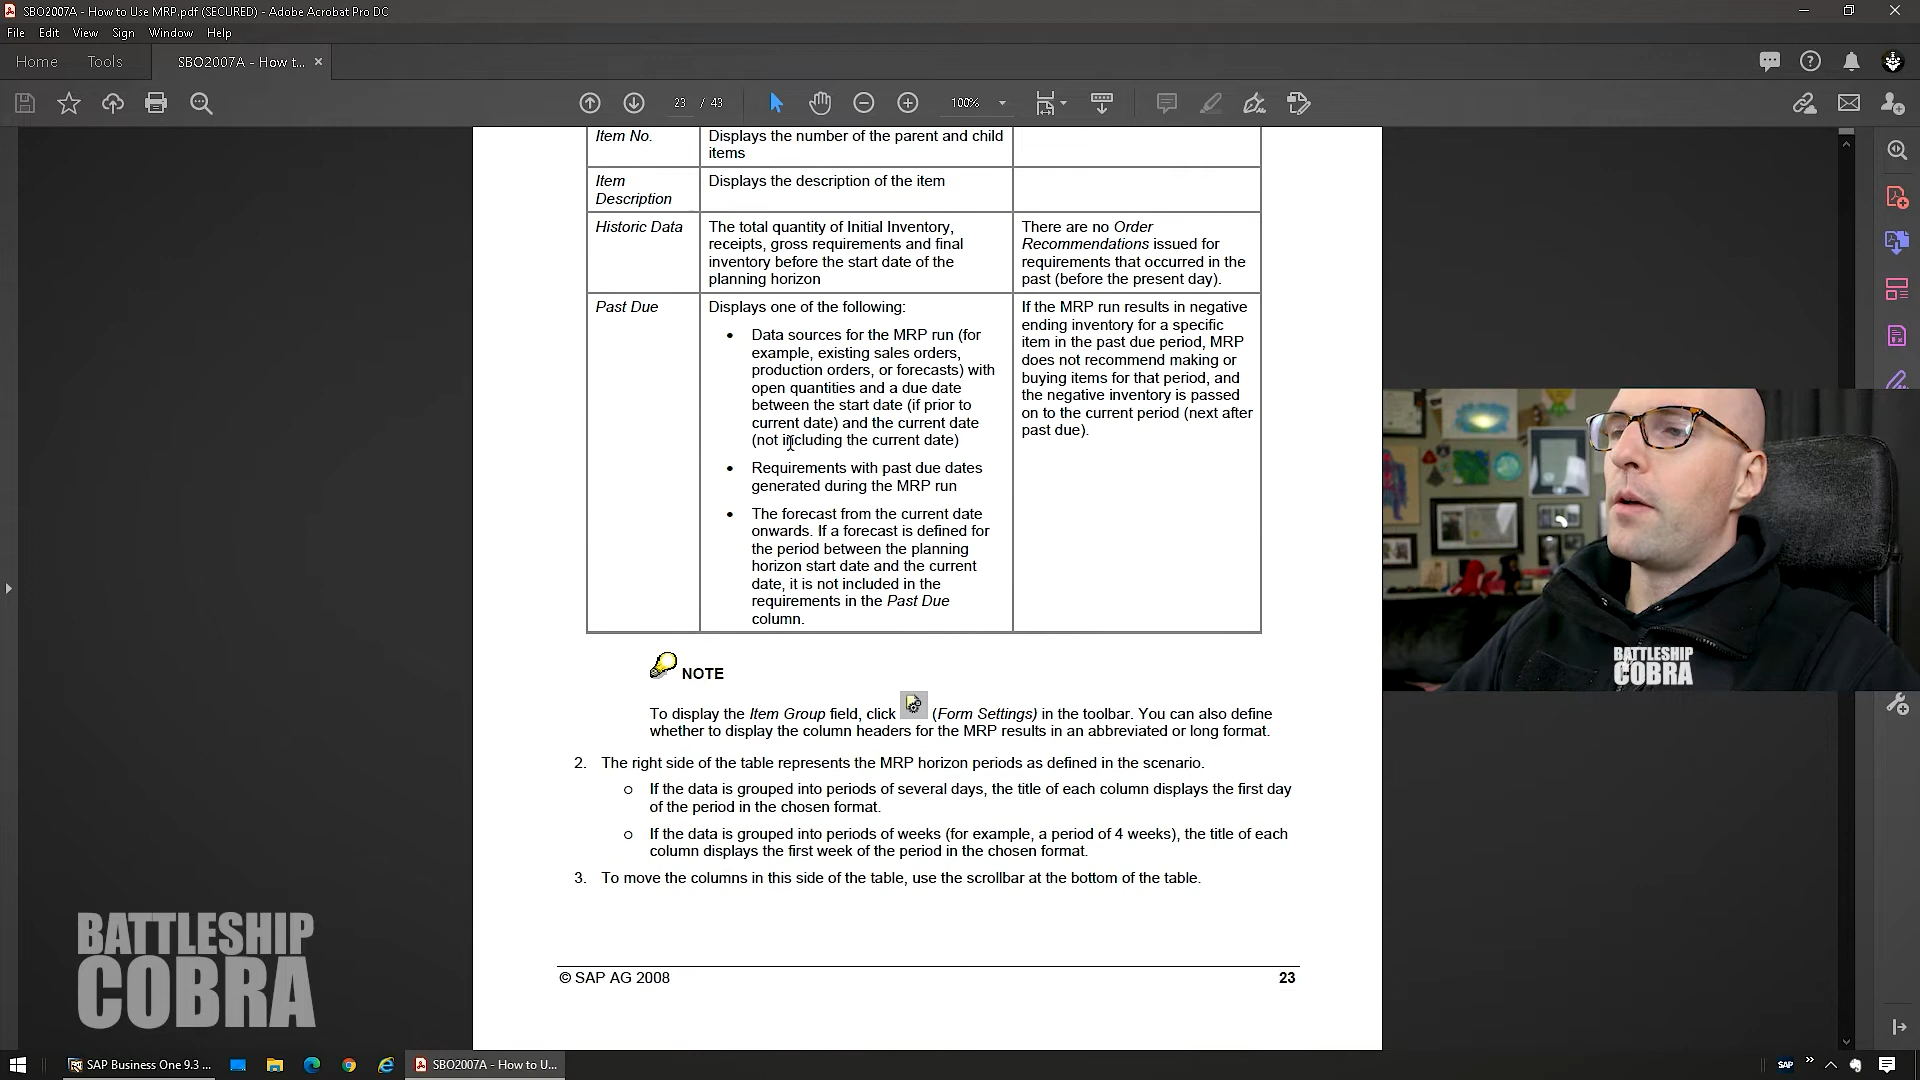 SBO2007A - How to Use MRP.pdf (SECURED) - Adobe Acrobat Pro DC
File Edit View Sign Window Help
Home Tools SBO2007A - How t... ×
23 / 43 100%
Item No. Displays the number of the parent and child items
Item Description Displays the description of the item
Historic Data The total quantity of Initial Inventory, receipts, gross requirements and final inventory before the start date of the planning horizon
There are no Order Recommendations issued for requirements that occurred in the past (before the present day).
Past Due Displays one of the following:
• Data sources for the MRP run (for
example, existing sales orders,
production orders, or forecasts) with
open quantities and a due date
between the start date (if prior to
current date) and the current date
(not including the current date)
• Requirements with past due dates
generated during the MRP run
• The forecast from the current date
onwards. If a forecast is defined for
the period between the planning
horizon start date and the current
date, it is not included in the
requirements in the Past Due
column.
If the MRP run results in negative
ending inventory for a specific
item in the past due period, MRP
does not recommend making or
buying items for that period, and
the negative inventory is passed
on to the current period (next after
past due).
NOTE
To display the Item Group field, click (Form Settings) in the toolbar. You can also define
whether to display the column headers for the MRP results in an abbreviated or long format.
2. The right side of the table represents the MRP horizon periods as defined in the scenario.
o If the data is grouped into periods of several days, the title of each column displays the first day
of the period in the chosen format.
o If the data is grouped into periods of weeks (for example, a period of 4 weeks), the title of each
column displays the first week of the period in the chosen format.
3. To move the columns in this side of the table, use the scrollbar at the bottom of the table.
© SAP AG 2008 23
BATTLESHIP
COBRA
BATTLESHIP
COBRA
SAP Business One 9.3 ... SBO2007A - How to U... SAP